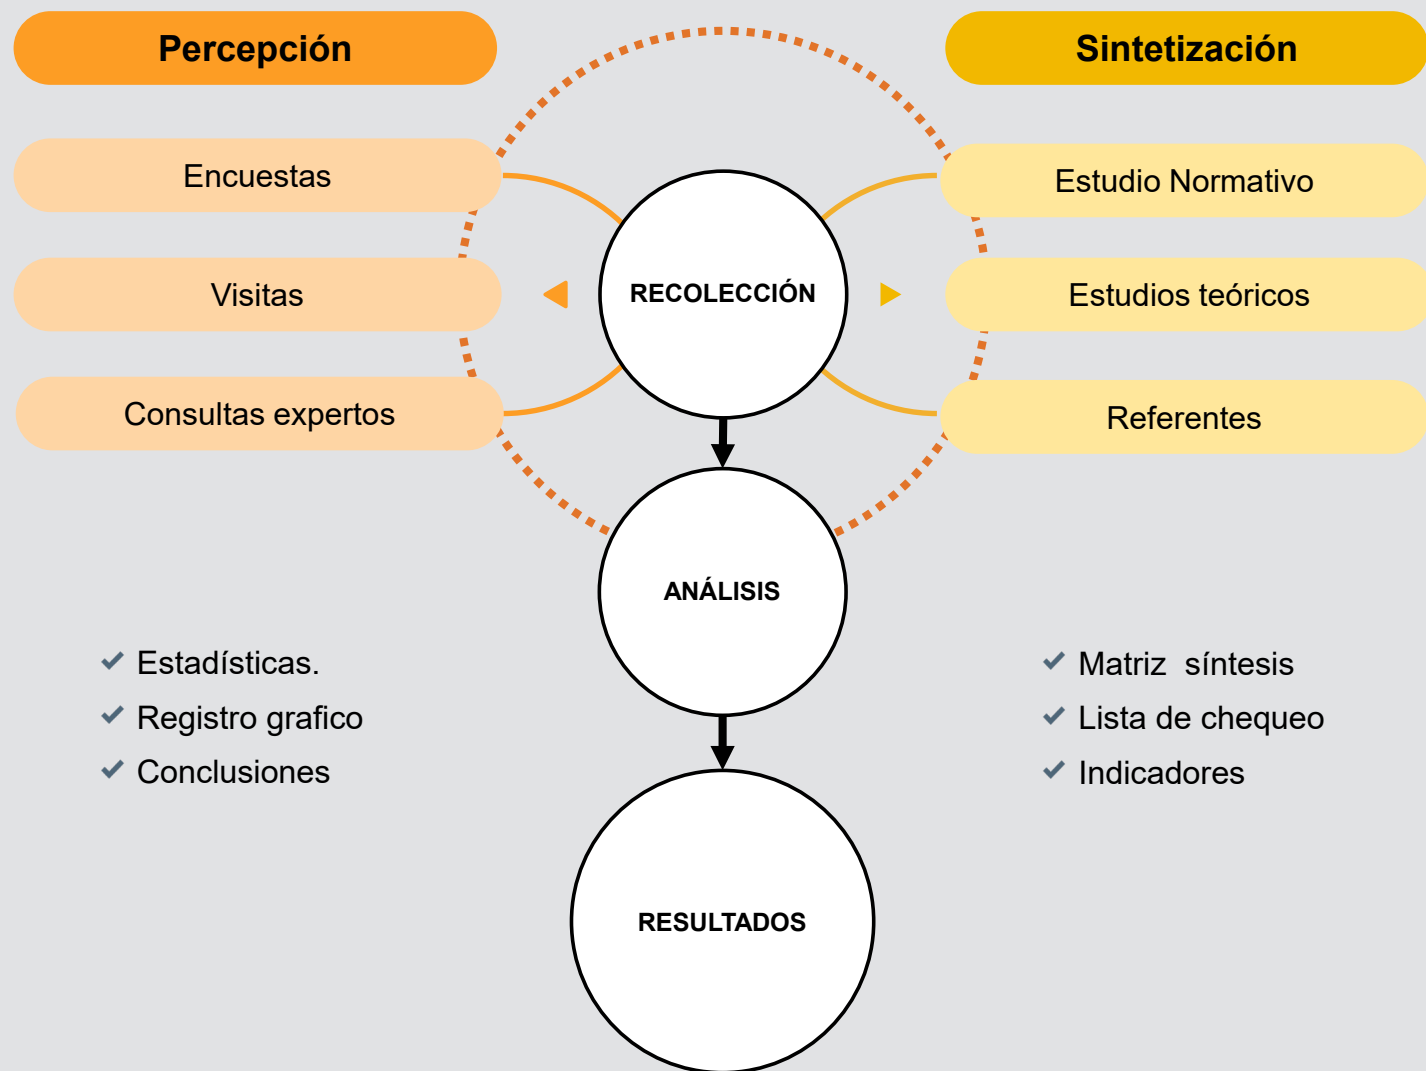 Percepción
Sintetización
Encuestas
Estudio Normativo
Visitas
RECOLECCIÓN
Estudios teóricos
Consultas expertos
Referentes
ANÁLISIS
Estadísticas.
Registro grafico
Conclusiones
Matriz  síntesis
Lista de chequeo
Indicadores
RESULTADOS